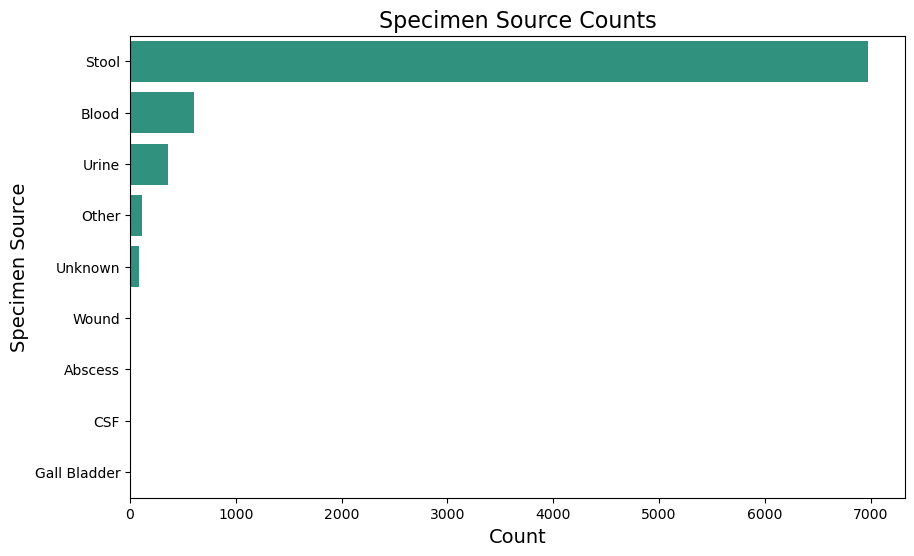 Specimen Source Counts
Specimen Source
Stool
Blood
Urine
Other
Unknown
Wound
Abscess
CSF
Gall Bladder
0 1000 2000 3000 4000 5000 6000 7000
Count